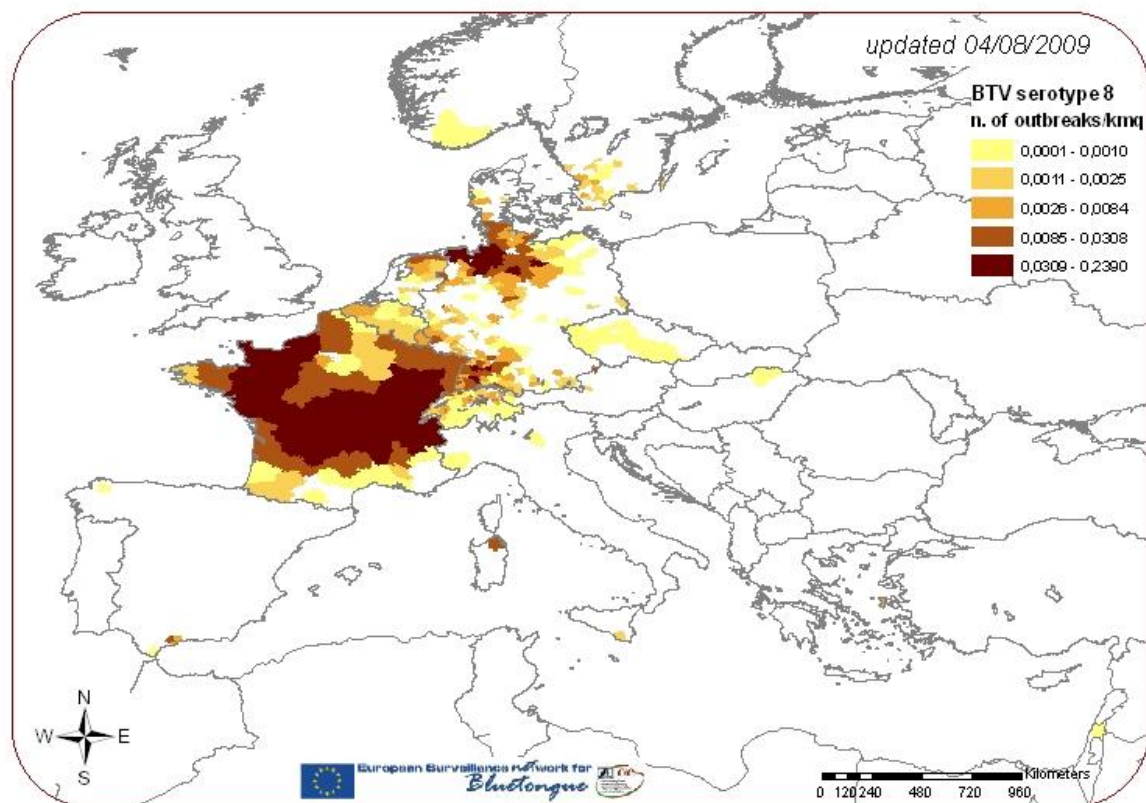 updated 04/08/2009
BTV serotype 8
n. of outbreaks/kmq
0,0001 - 0,0010
0,0011 - 0,0025
0,0026 - 0,0084
0,0085 - 0,0308
0,0309 - 0,2390
N
W E
S
European Surveillance network for
Bluetongue
Kilometers
0 120 240 480 720 960